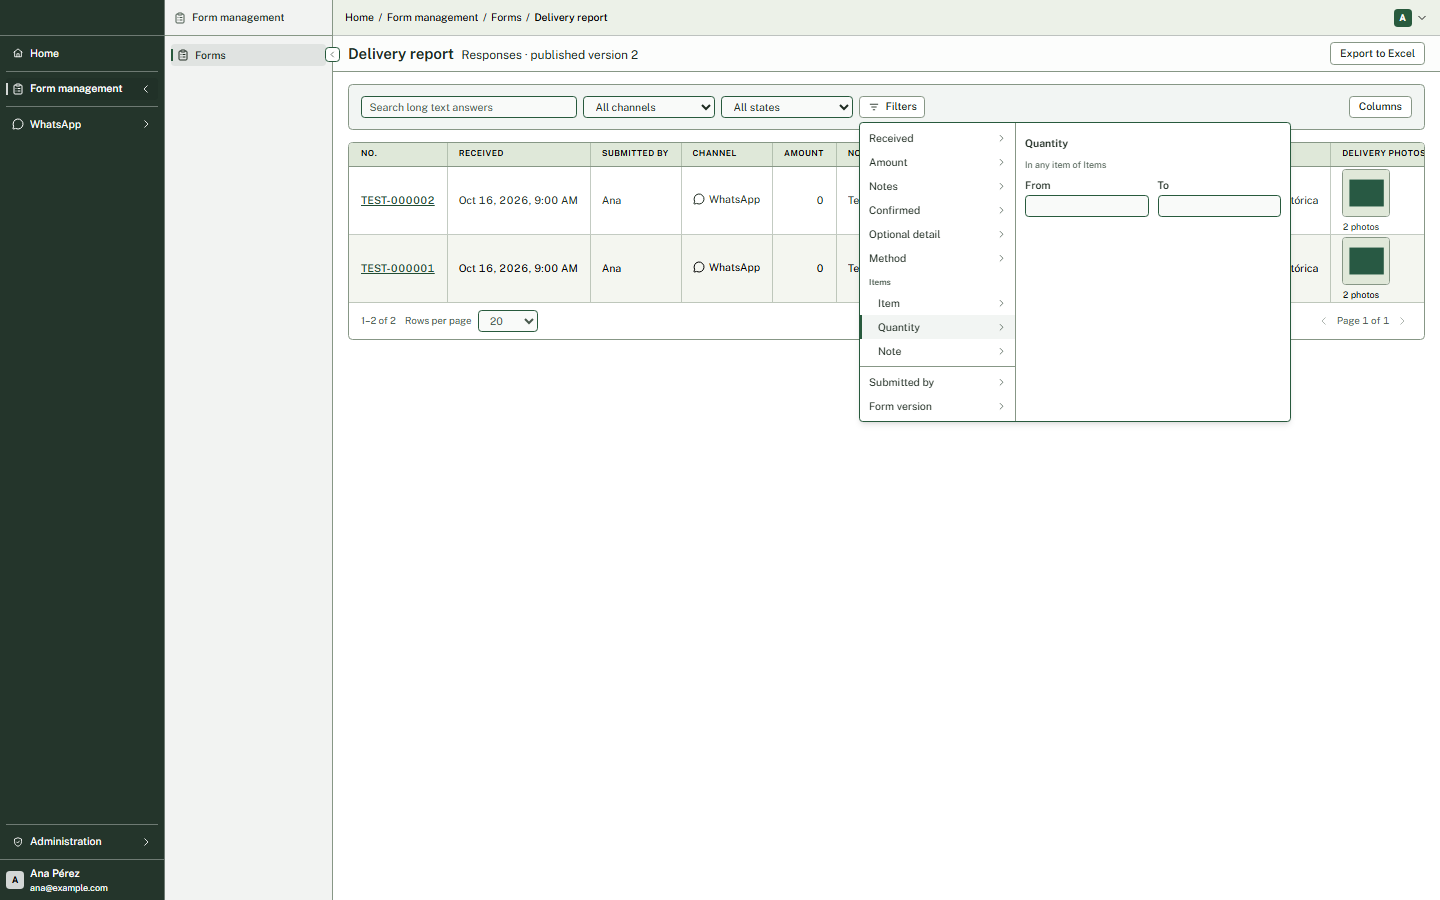 Form management
Home / Form management / Forms / Delivery report
A
Home
Forms
Delivery report Responses · published version 2
Export to Excel
Form management
WhatsApp
Search long text answers
All channels
All states
Filters
Columns
NO. RECEIVED SUBMITTED BY CHANNEL AMOUNT NO DELIVERY PHOTOS
TEST-000002 Oct 16, 2026, 9:00 AM Ana WhatsApp 0 Te tórica
2 photos
TEST-000001 Oct 16, 2026, 9:00 AM Ana WhatsApp 0 Te tórica
2 photos
1–2 of 2 Rows per page 20 Page 1 of 1
Received
Amount
Notes
Confirmed
Optional detail
Method
Items
Item
Quantity
Note
Submitted by
Form version
Quantity
In any item of Items
From To
Administration
A
Ana Pérez
ana@example.com